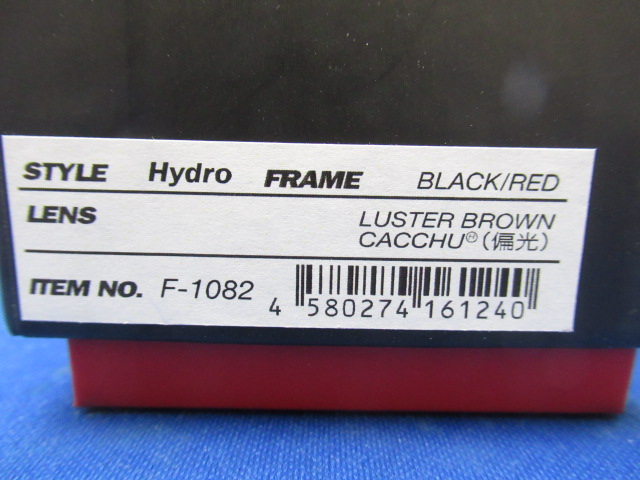 STYLE Hydro FRAME BLACK/RED
LENS LUSTER BROWN
CACCHU®(偏光)
ITEM NO. F-1082
4 580274 161240